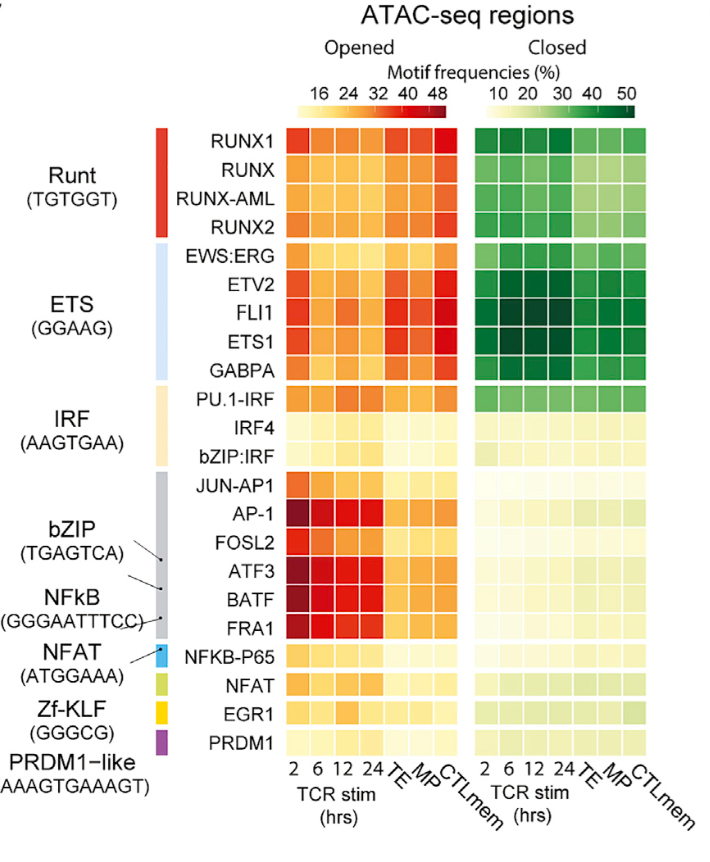 ATAC-seq regions
Opened Closed
Motif frequencies (%)
16 24 32 40 48 10 20 30 40 50
Runt
(TGTGGT)
RUNX1
RUNX
RUNX-AML
RUNX2
ETS
(GGAAG)
EWS:ERG
ETV2
FLI1
ETS1
GABPA
IRF
(AAGTGAA)
PU.1-IRF
IRF4
bZIP:IRF
bZIP
(TGAGTCA)
JUN-AP1
AP-1
FOSL2
ATF3
BATF
FRA1
NFkB
(GGGAATTTCC)
NFKB-P65
NFAT
(ATGGAAA)
NFAT
Zf-KLF
(GGGCG)
EGR1
PRDM1-like
AAAGTGAAAGT)
PRDM1
2 6 12 24 TE MP CTLmem 2 6 12 24 TE MP CTLmem
TCR stim TCR stim
(hrs) (hrs)